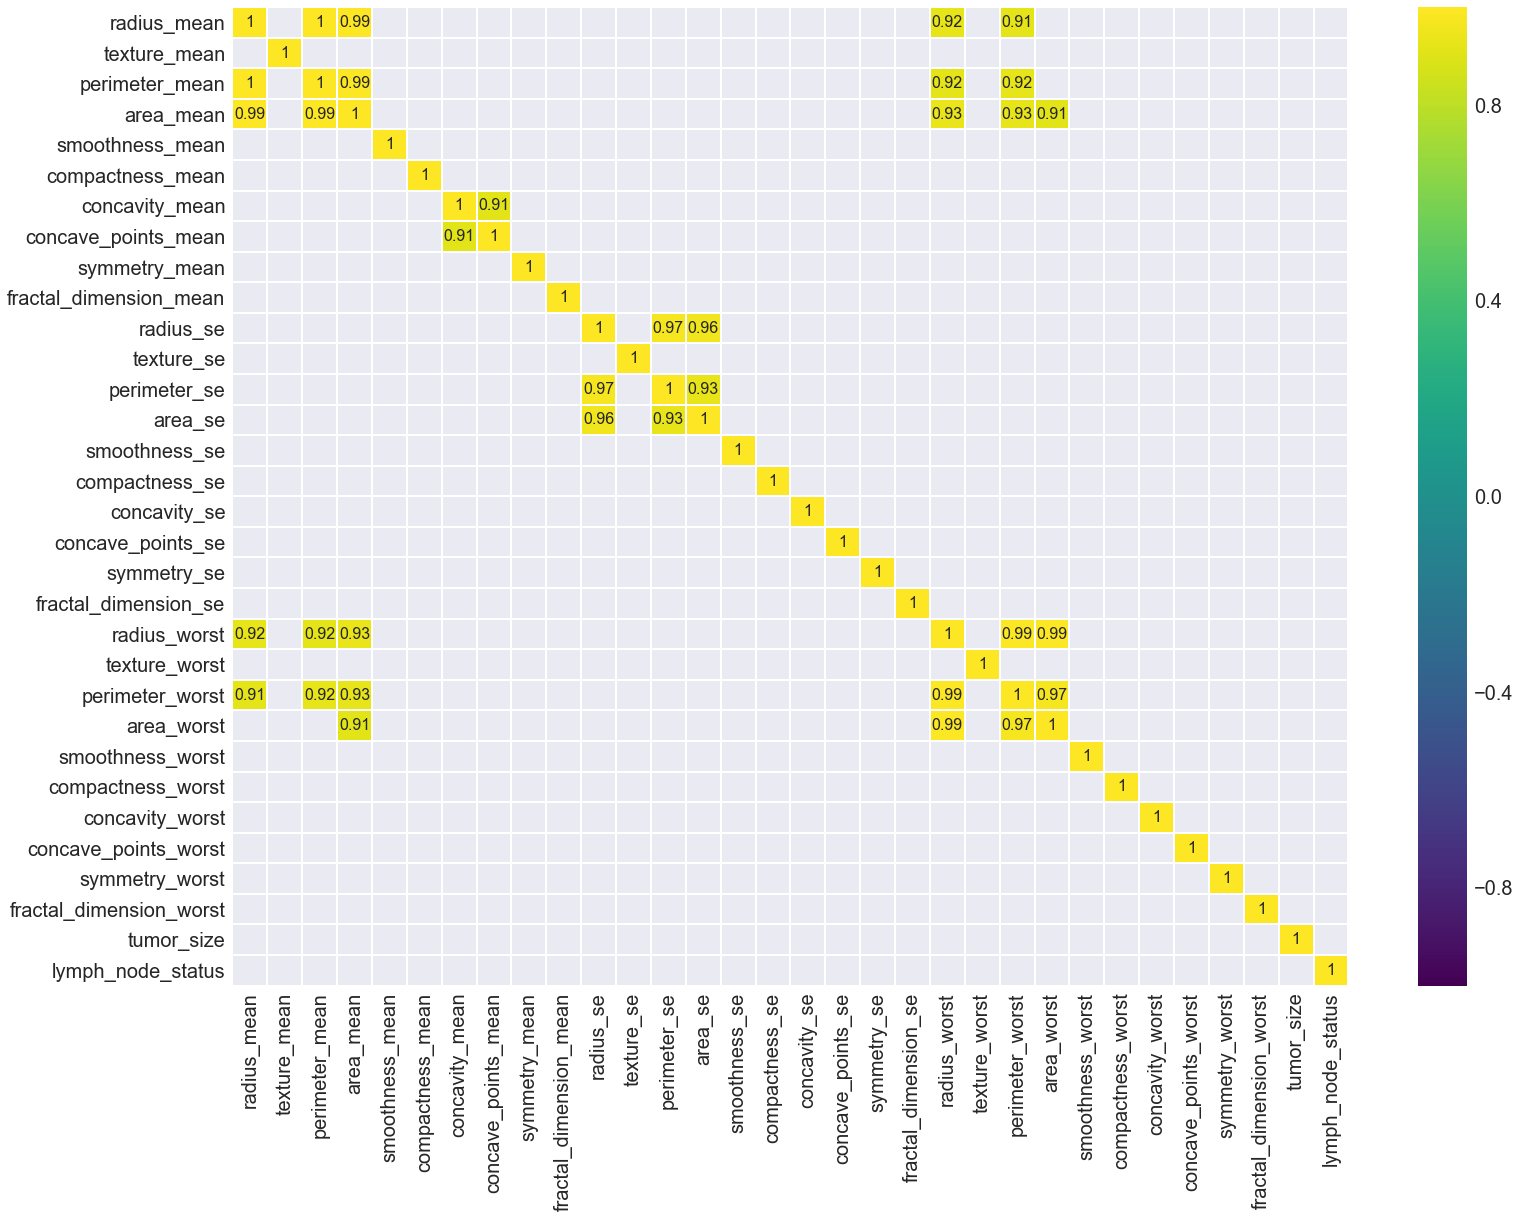 radius_mean 1 1 0.99 0.92 0.91
texture_mean 1
perimeter_mean 1 1 0.99 0.92 0.92
area_mean 0.99 0.99 1 0.93 0.93 0.91
smoothness_mean 1
compactness_mean 1
concavity_mean 1 0.91
concave_points_mean 0.91 1
symmetry_mean 1
fractal_dimension_mean 1
radius_se 1 0.97 0.96
texture_se 1
perimeter_se 0.97 1 0.93
area_se 0.96 0.93 1
smoothness_se 1
compactness_se 1
concavity_se 1
concave_points_se 1
symmetry_se 1
fractal_dimension_se 1
radius_worst 0.92 0.92 0.93 1 0.99 0.99
texture_worst 1
perimeter_worst 0.91 0.92 0.93 0.99 1 0.97
area_worst 0.91 0.99 0.97 1
smoothness_worst 1
compactness_worst 1
concavity_worst 1
concave_points_worst 1
symmetry_worst 1
fractal_dimension_worst 1
tumor_size 1
lymph_node_status 1
radius_mean
texture_mean
perimeter_mean
area_mean
smoothness_mean
compactness_mean
concavity_mean
concave_points_mean
symmetry_mean
fractal_dimension_mean
radius_se
texture_se
perimeter_se
area_se
smoothness_se
compactness_se
concavity_se
concave_points_se
symmetry_se
fractal_dimension_se
radius_worst
texture_worst
perimeter_worst
area_worst
smoothness_worst
compactness_worst
concavity_worst
concave_points_worst
symmetry_worst
fractal_dimension_worst
tumor_size
lymph_node_status
0.8
0.4
0.0
−0.4
−0.8